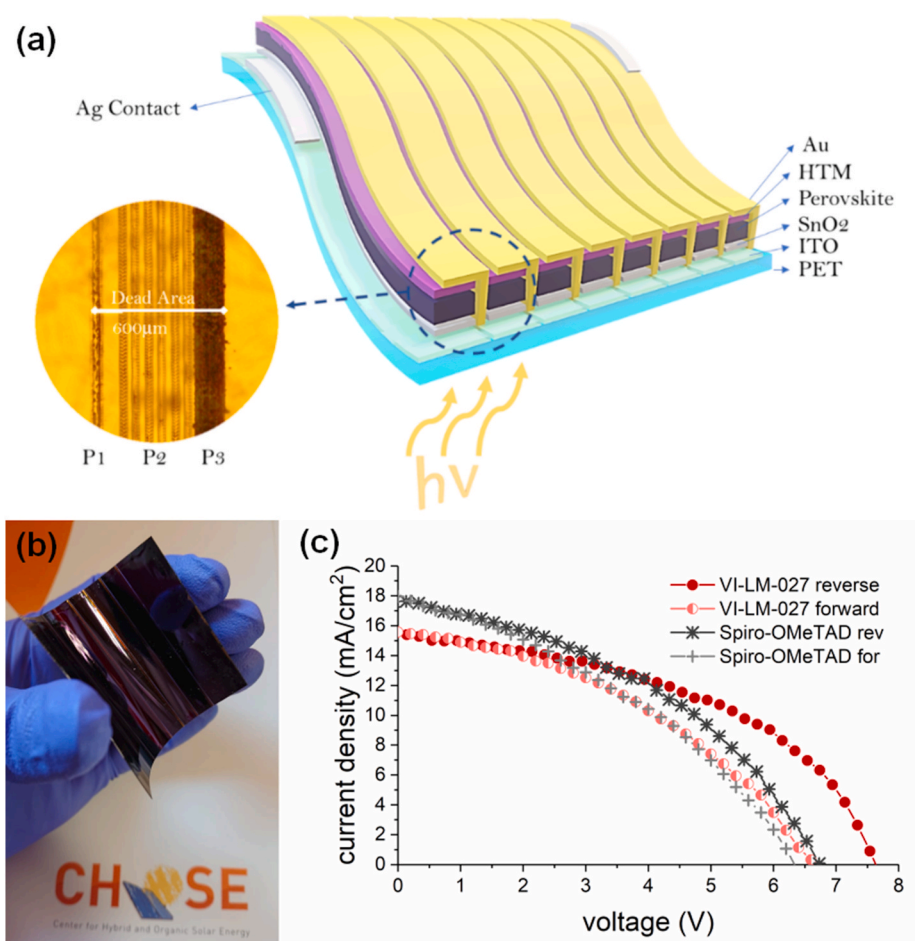 (a)
Ag Contact
Au
HTM
Perovskite
SnO2
ITO
PET
Dead Area
600µm
P1 P2 P3
hν
(b)
CHOSE
Center for Hybrid and Organic Solar Energy
(c)
current density (mA/cm²)
20
18
16
14
12
10
8
6
4
2
0
VI-LM-027 reverse
VI-LM-027 forward
Spiro-OMeTAD rev
Spiro-OMeTAD for
0 1 2 3 4 5 6 7 8
voltage (V)